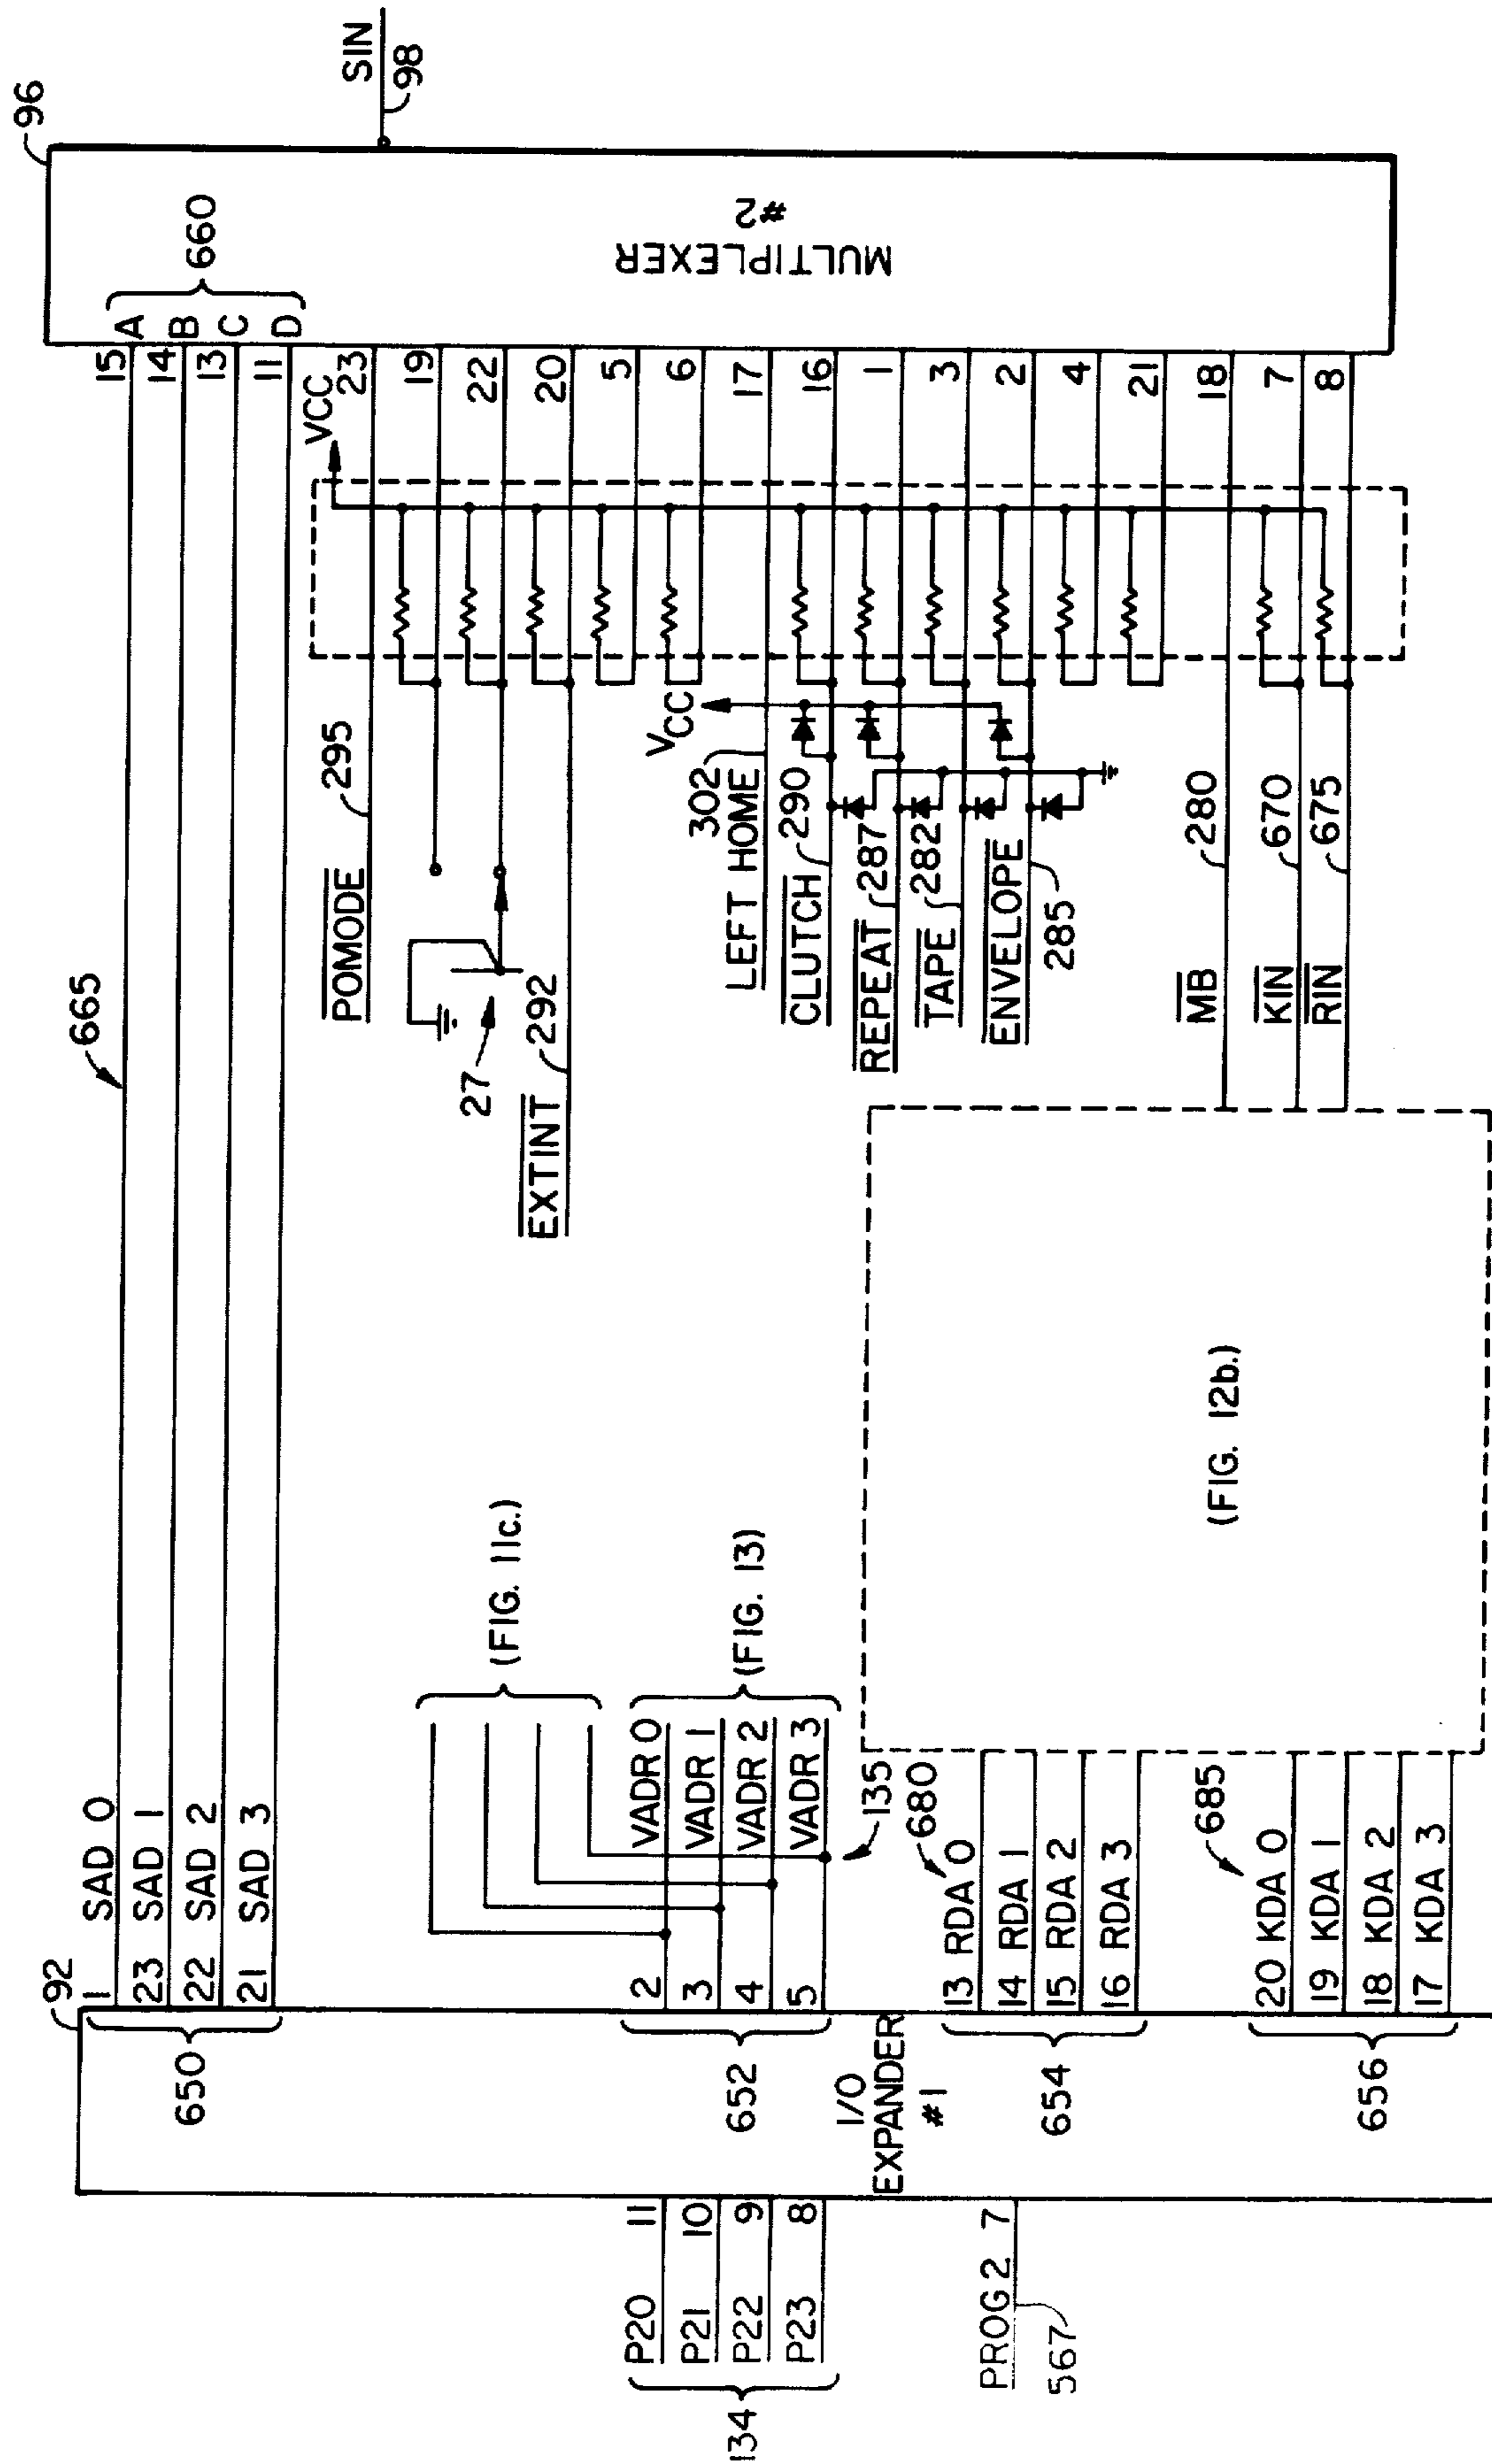 92
1 SAD 0
23 SAD 1
22 SAD 2
21 SAD 3
650
665
15 A
14 B
13 C
11 D
660
96
MULTIPLEXER
#2
SIN
98
VCC
POMODE 295
23
19
22
27
EXTINT 292
20
5
6
VCC
302
LEFT HOME
17
CLUTCH 290
16
REPEAT 287
1
TAPE 282
3
ENVELOPE
285
2
4
21
MB 280
18
KIN 670
7
RIN 675
8
(FIG. 11c.)
(FIG. 13)
2 VADR 0
3 VADR 1
4 VADR 2
5 VADR 3
135
652
I/O
EXPANDER
#1
P20 11
P21 10
P22 9
P23 8
134
PROG 2 7
567
680
13 RDA 0
14 RDA 1
15 RDA 2
16 RDA 3
654
685
20 KDA 0
19 KDA 1
18 KDA 2
17 KDA 3
656
(FIG. 12b.)